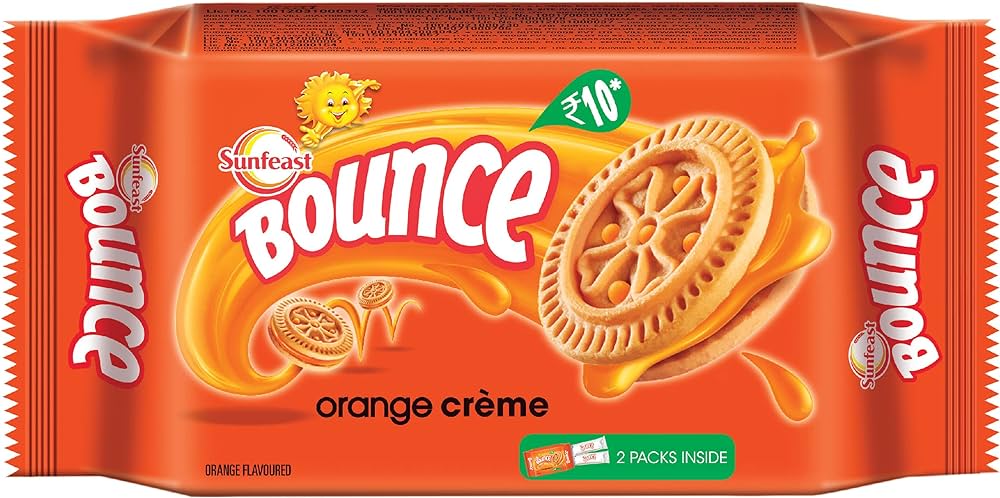 Sunfeast
BOUNCE
₹10*
Sunfeast
BOUNCE
orange crème
ORANGE FLAVOURED
2 PACKS INSIDE
Sunfeast
BOUNCE